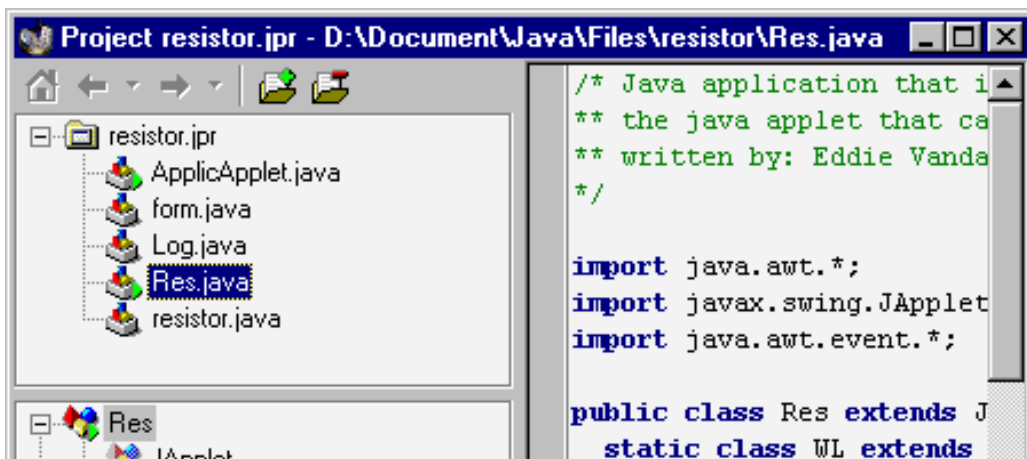 Project resistor.jpr - D:\Document\Java\Files\resistor\Res.java
resistor.jpr
ApplicApplet.java
form.java
Log.java
Res.java
resistor.java
Res
JApplet
/* Java application that i
** the java applet that ca
** written by: Eddie Vanda
*/
import java.awt.*;
import javax.swing.JApplet
import java.awt.event.*;
public class Res extends J
static class WL extends